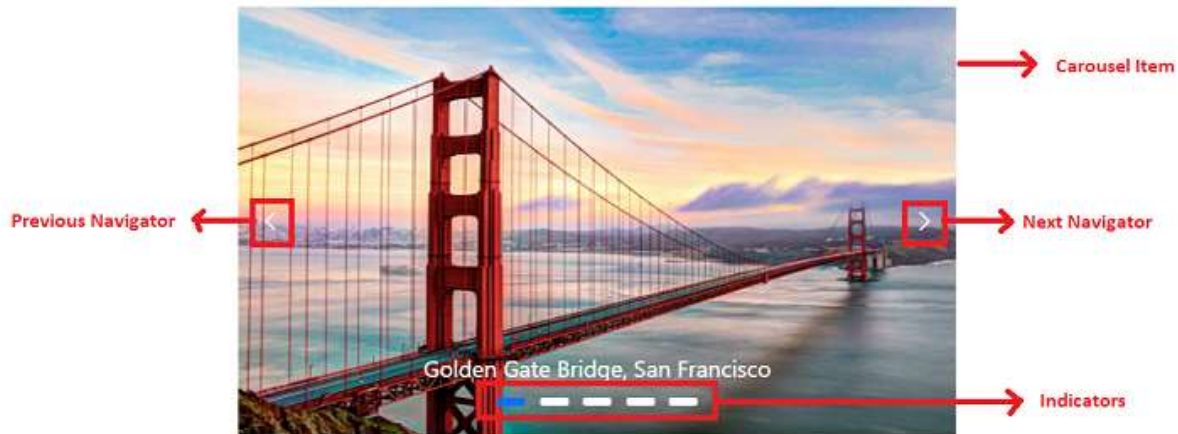 Carousel Item
Previous Navigator
Next Navigator
Golden Gate Bridge, San Francisco
Indicators